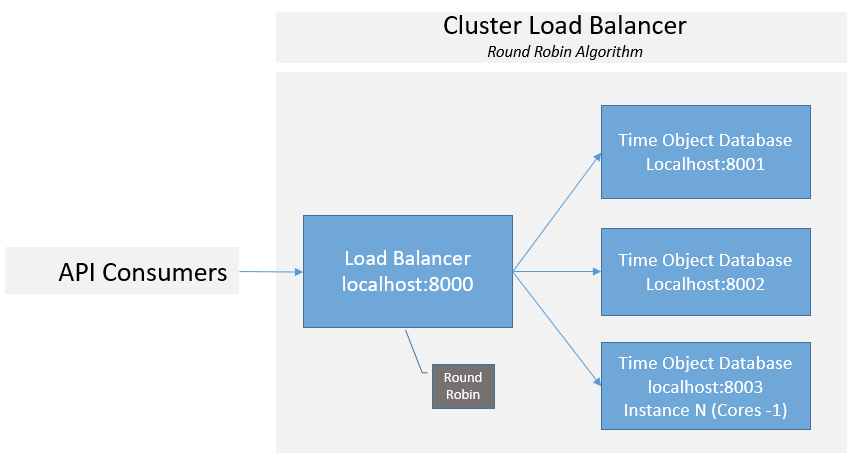 Cluster Load Balancer
Round Robin Algorithm
API Consumers
Load Balancer
localhost:8000
Round
Robin
Time Object Database
Localhost:8001
Time Object Database
Localhost:8002
Time Object Database
localhost:8003
Instance N (Cores -1)